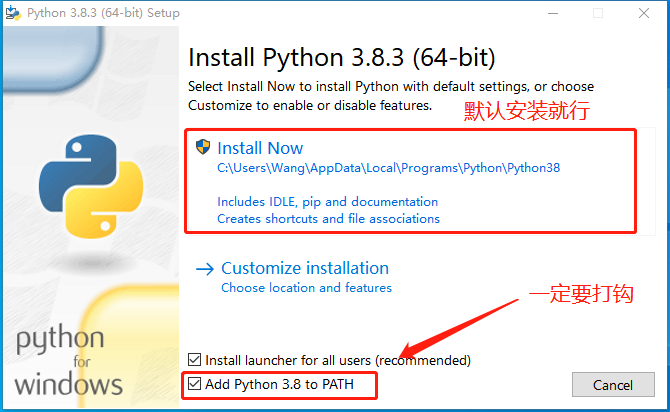 Python 3.8.3 (64-bit) Setup
Install Python 3.8.3 (64-bit)
Select Install Now to install Python with default settings, or choose
Customize to enable or disable features.
默认安装就行
Install Now
C:\Users\Wang\AppData\Local\Programs\Python\Python38
Includes IDLE, pip and documentation
Creates shortcuts and file associations
Customize installation
Choose location and features
一定要打钩
python
for
windows
Install launcher for all users (recommended)
Add Python 3.8 to PATH
Cancel